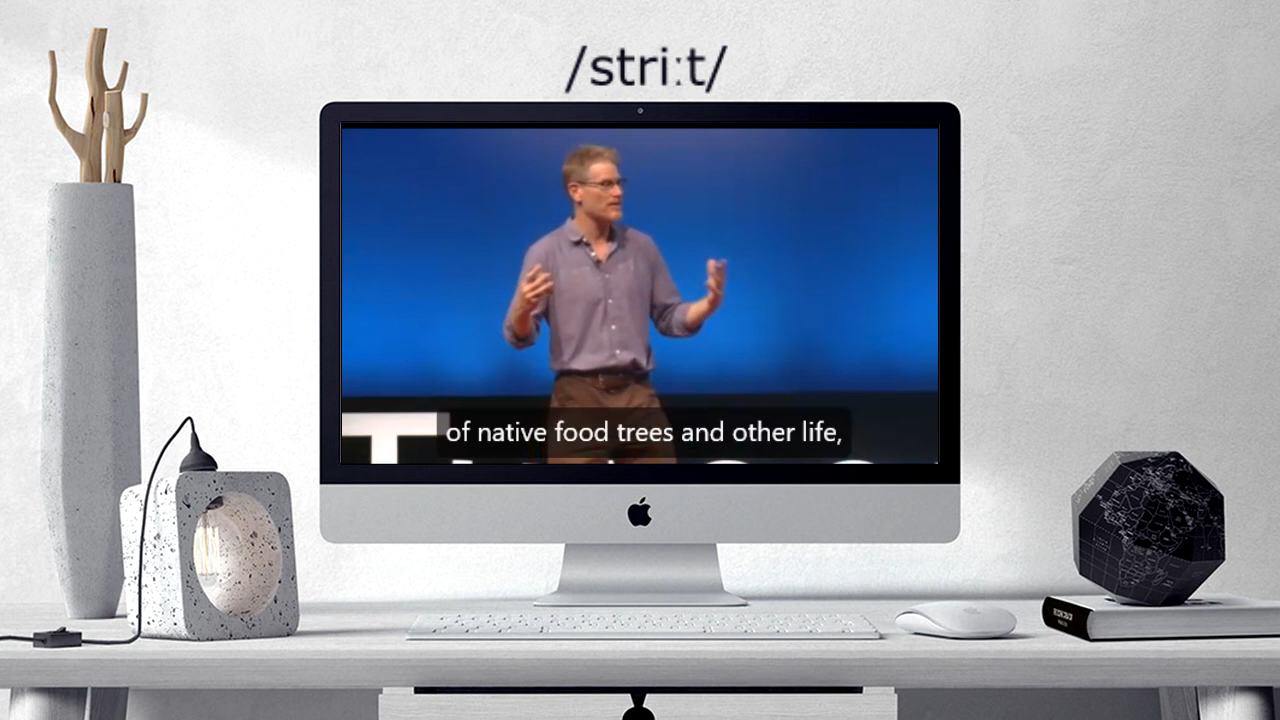 /striːt/
of native food trees and other life,